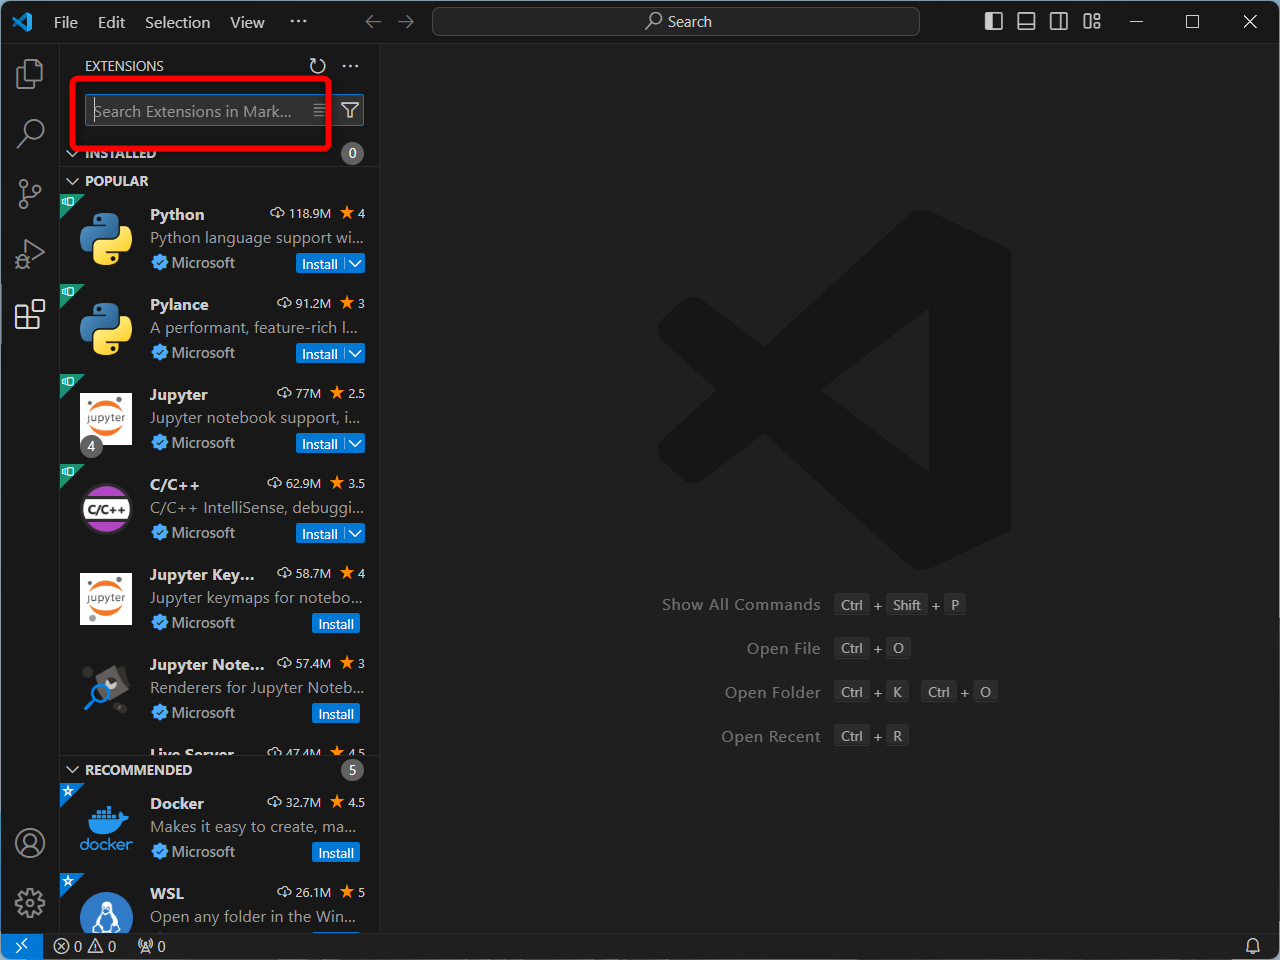 File Edit Selection View ··· Search
EXTENSIONS
Search Extensions in Mark...
INSTALLED 0
POPULAR
Python 118.9M 4
Python language support wi...
Microsoft Install
Pylance 91.2M 3
A performant, feature-rich l...
Microsoft Install
Jupyter 77M 2.5
jupyter
Jupyter notebook support, i...
4 Microsoft Install
C/C++ 62.9M 3.5
C/C++
C/C++ IntelliSense, debuggi...
Microsoft Install
Jupyter Key... 58.7M 4
jupyter
Jupyter keymaps for notebo...
Microsoft Install
Jupyter Note... 57.4M 3
Renderers for Jupyter Noteb...
Microsoft Install
Live Server 47.4M 4.5
RECOMMENDED 5
Docker 32.7M 4.5
Makes it easy to create, ma...
docker
Microsoft Install
WSL 26.1M 5
Open any folder in the Win...
Show All Commands Ctrl + Shift + P
Open File Ctrl + O
Open Folder Ctrl + K Ctrl + O
Open Recent Ctrl + R
0 0 0